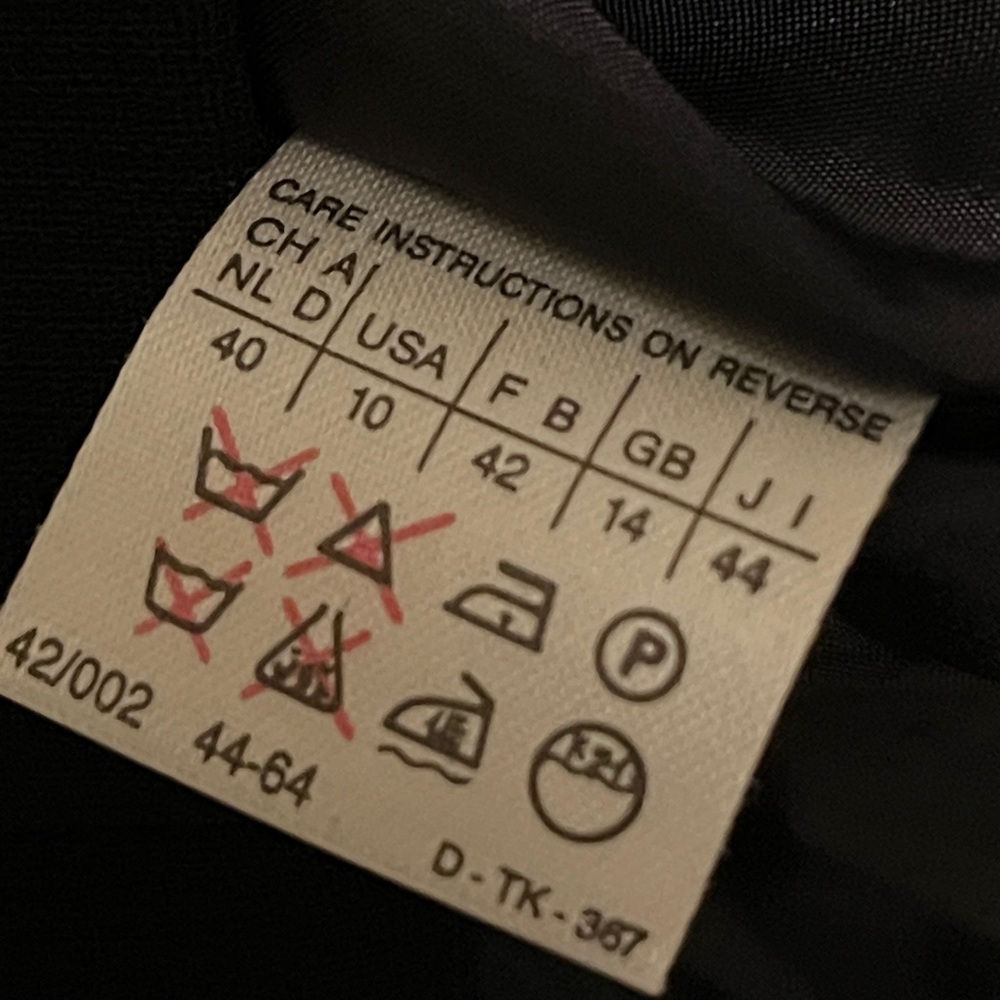 CARE INSTRUCTIONS ON REVERSE
CH A
NL D USA F B GB J I
40 10 42 14 44
P
42/002 44-64 D-TK-367